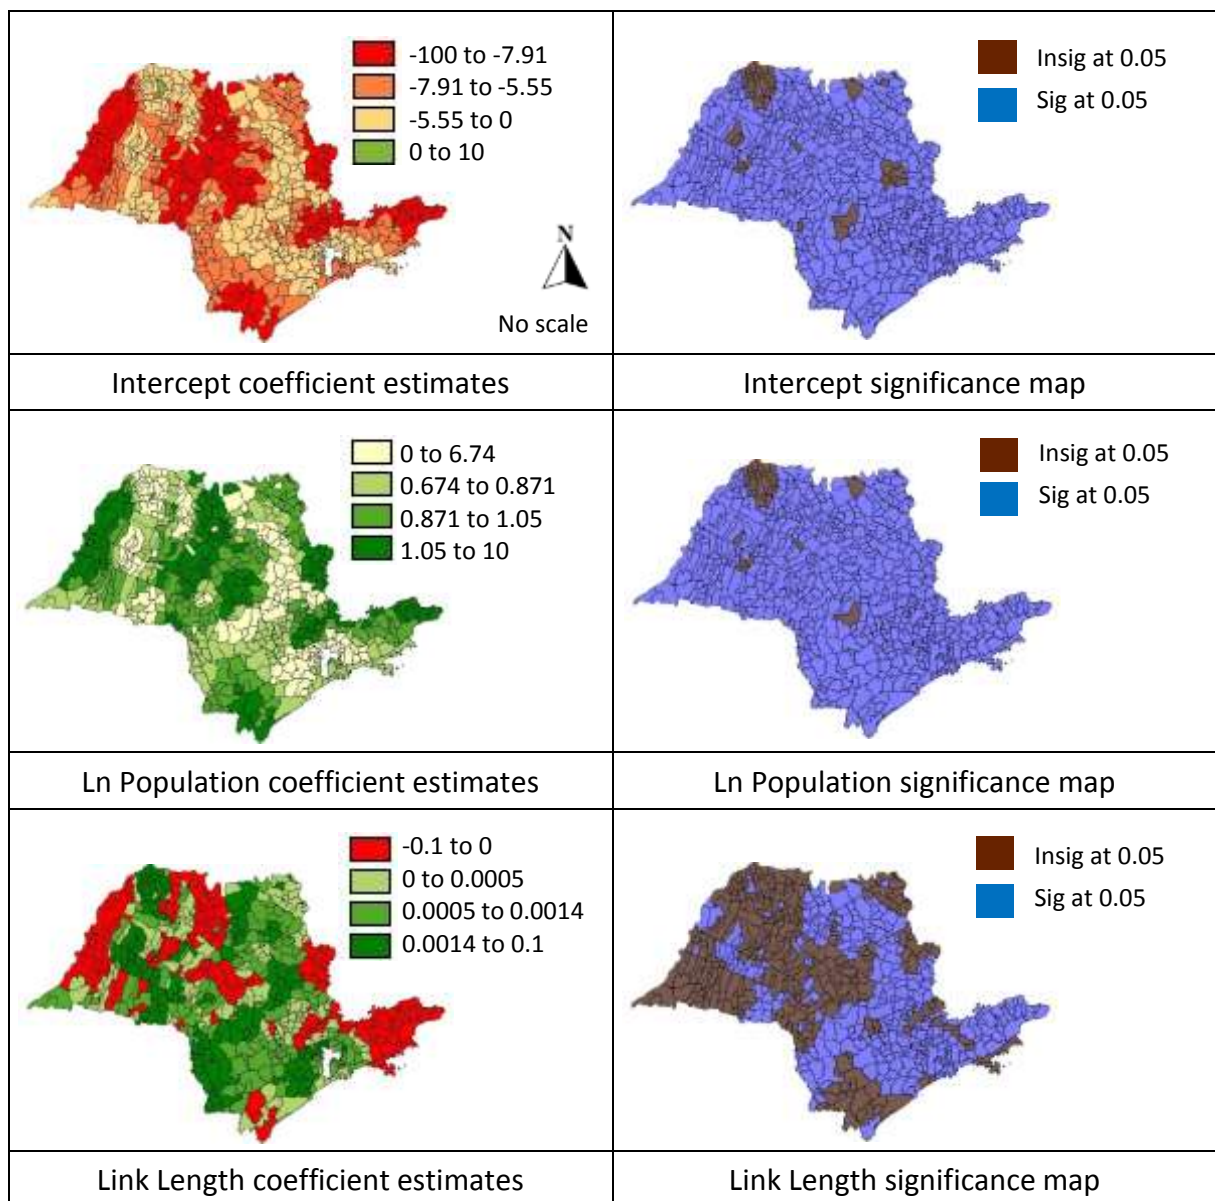 -100 to -7.91
-7.91 to -5.55
-5.55 to 0
0 to 10
N
No scale
Insig at 0.05
Sig at 0.05
Intercept coefficient estimates
Intercept significance map
0 to 6.74
0.674 to 0.871
0.871 to 1.05
1.05 to 10
Insig at 0.05
Sig at 0.05
Ln Population coefficient estimates
Ln Population significance map
-0.1 to 0
0 to 0.0005
0.0005 to 0.0014
0.0014 to 0.1
Insig at 0.05
Sig at 0.05
Link Length coefficient estimates
Link Length significance map